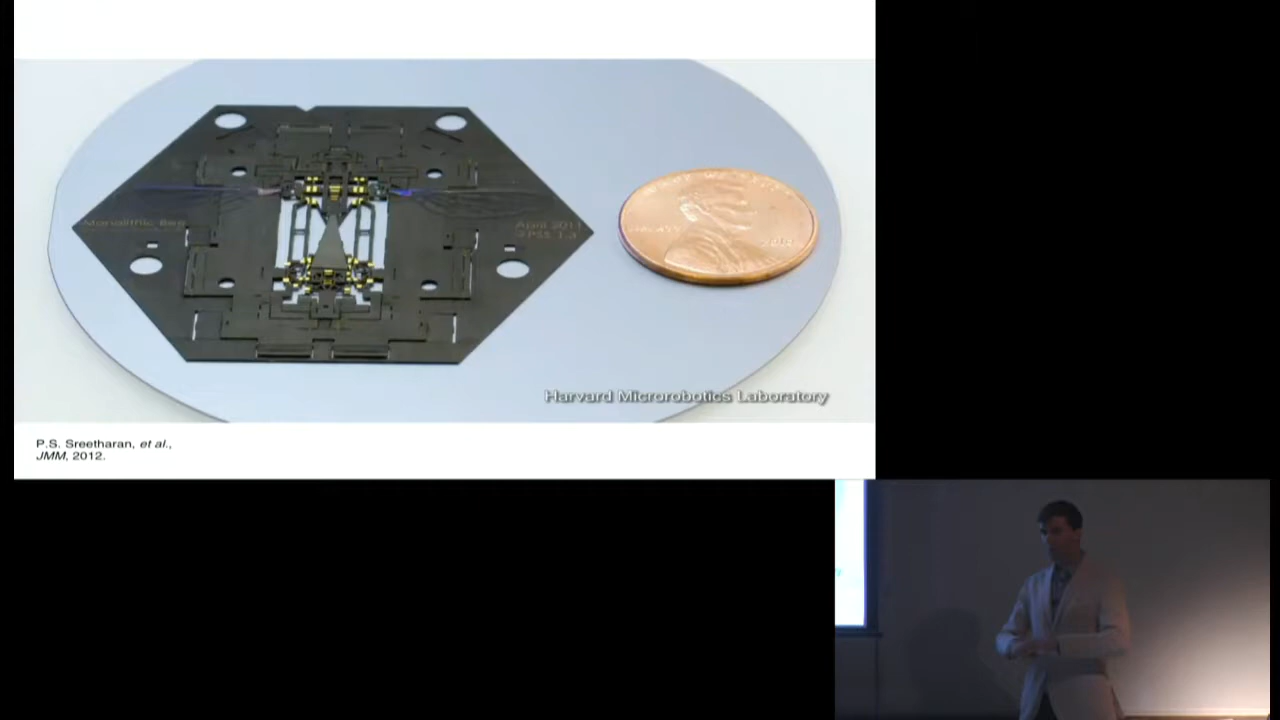 Monolithic Bee
April 2011
Harvard Microrobotics Laboratory
P.S. Sreetharan, et al.,
JMM, 2012.